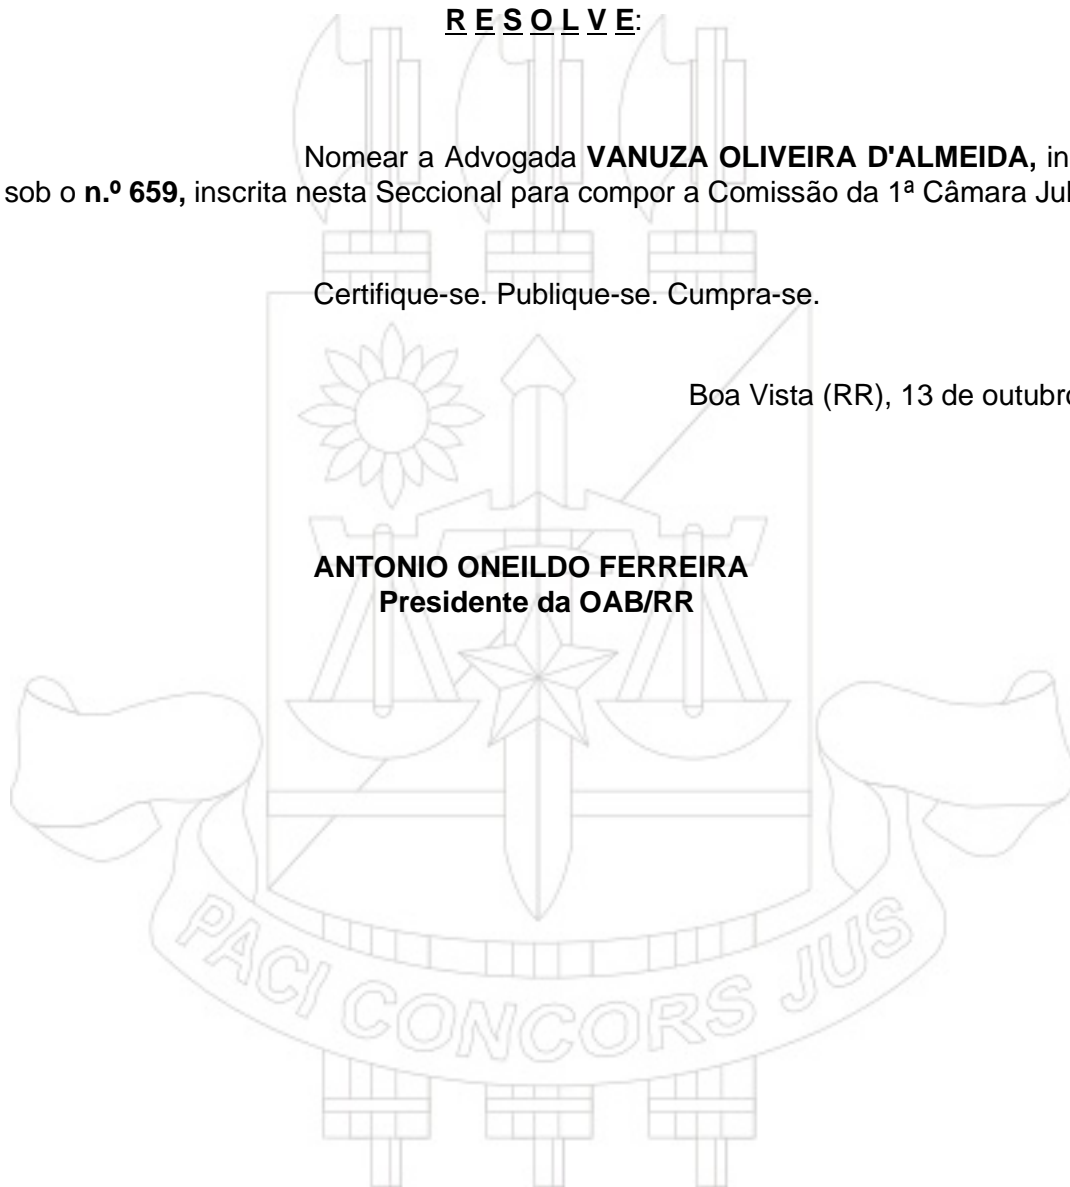 R E S O L V E:
Nomear a Advogada VANUZA OLIVEIRA D'ALMEIDA, in
sob o n.º 659, inscrita nesta Seccional para compor a Comissão da 1ª Câmara Jul
Certifique-se. Publique-se. Cumpra-se.
Boa Vista (RR), 13 de outubro
ANTONIO ONEILDO FERREIRA
Presidente da OAB/RR
PACI CONCORS JUS